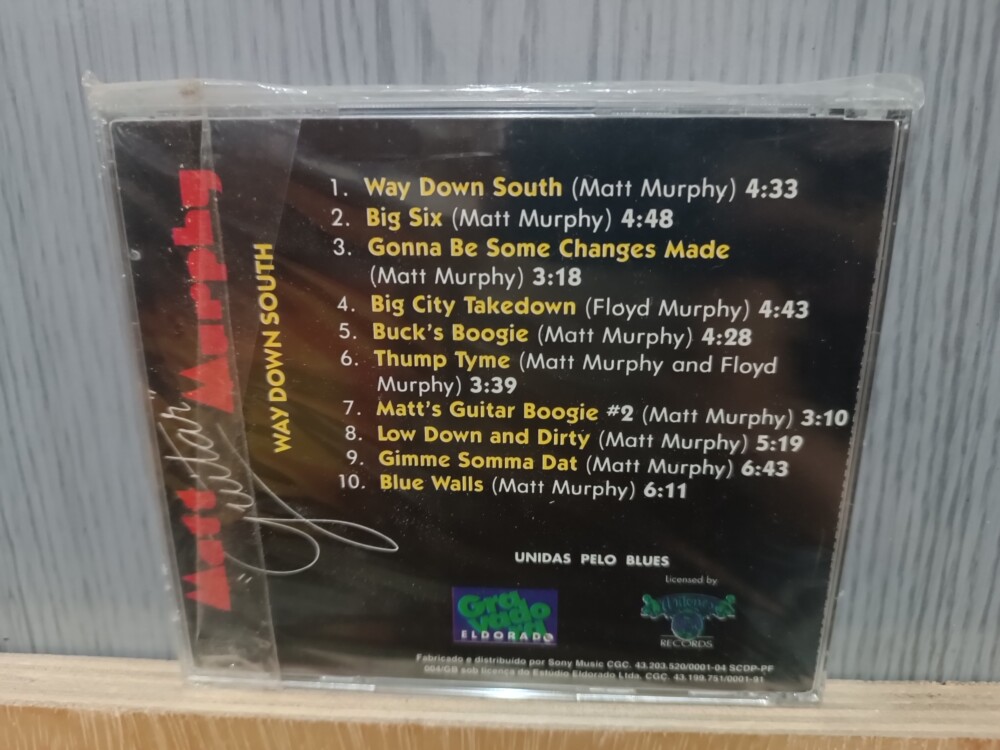 Matt "Guitar" Murphy
WAY DOWN SOUTH
1. Way Down South (Matt Murphy) 4:33
2. Big Six (Matt Murphy) 4:48
3. Gonna Be Some Changes Made
(Matt Murphy) 3:18
4. Big City Takedown (Floyd Murphy) 4:43
5. Buck's Boogie (Matt Murphy) 4:28
6. Thump Tyme (Matt Murphy and Floyd
Murphy) 3:39
7. Matt's Guitar Boogie #2 (Matt Murphy) 3:10
8. Low Down and Dirty (Matt Murphy) 5:19
9. Gimme Somma Dat (Matt Murphy) 6:43
10. Blue Walls (Matt Murphy) 6:11
UNIDAS PELO BLUES
Licensed by
Gra
vado
ra
ELDORADO
RECORDS
Fabricado e distribuido por Sony Music CGC. 43.203.520/0001-04 SCDP-PF
004/GB sob licença do Estúdio Eldorado Ltda. CGC. 43.199.751/0001-91